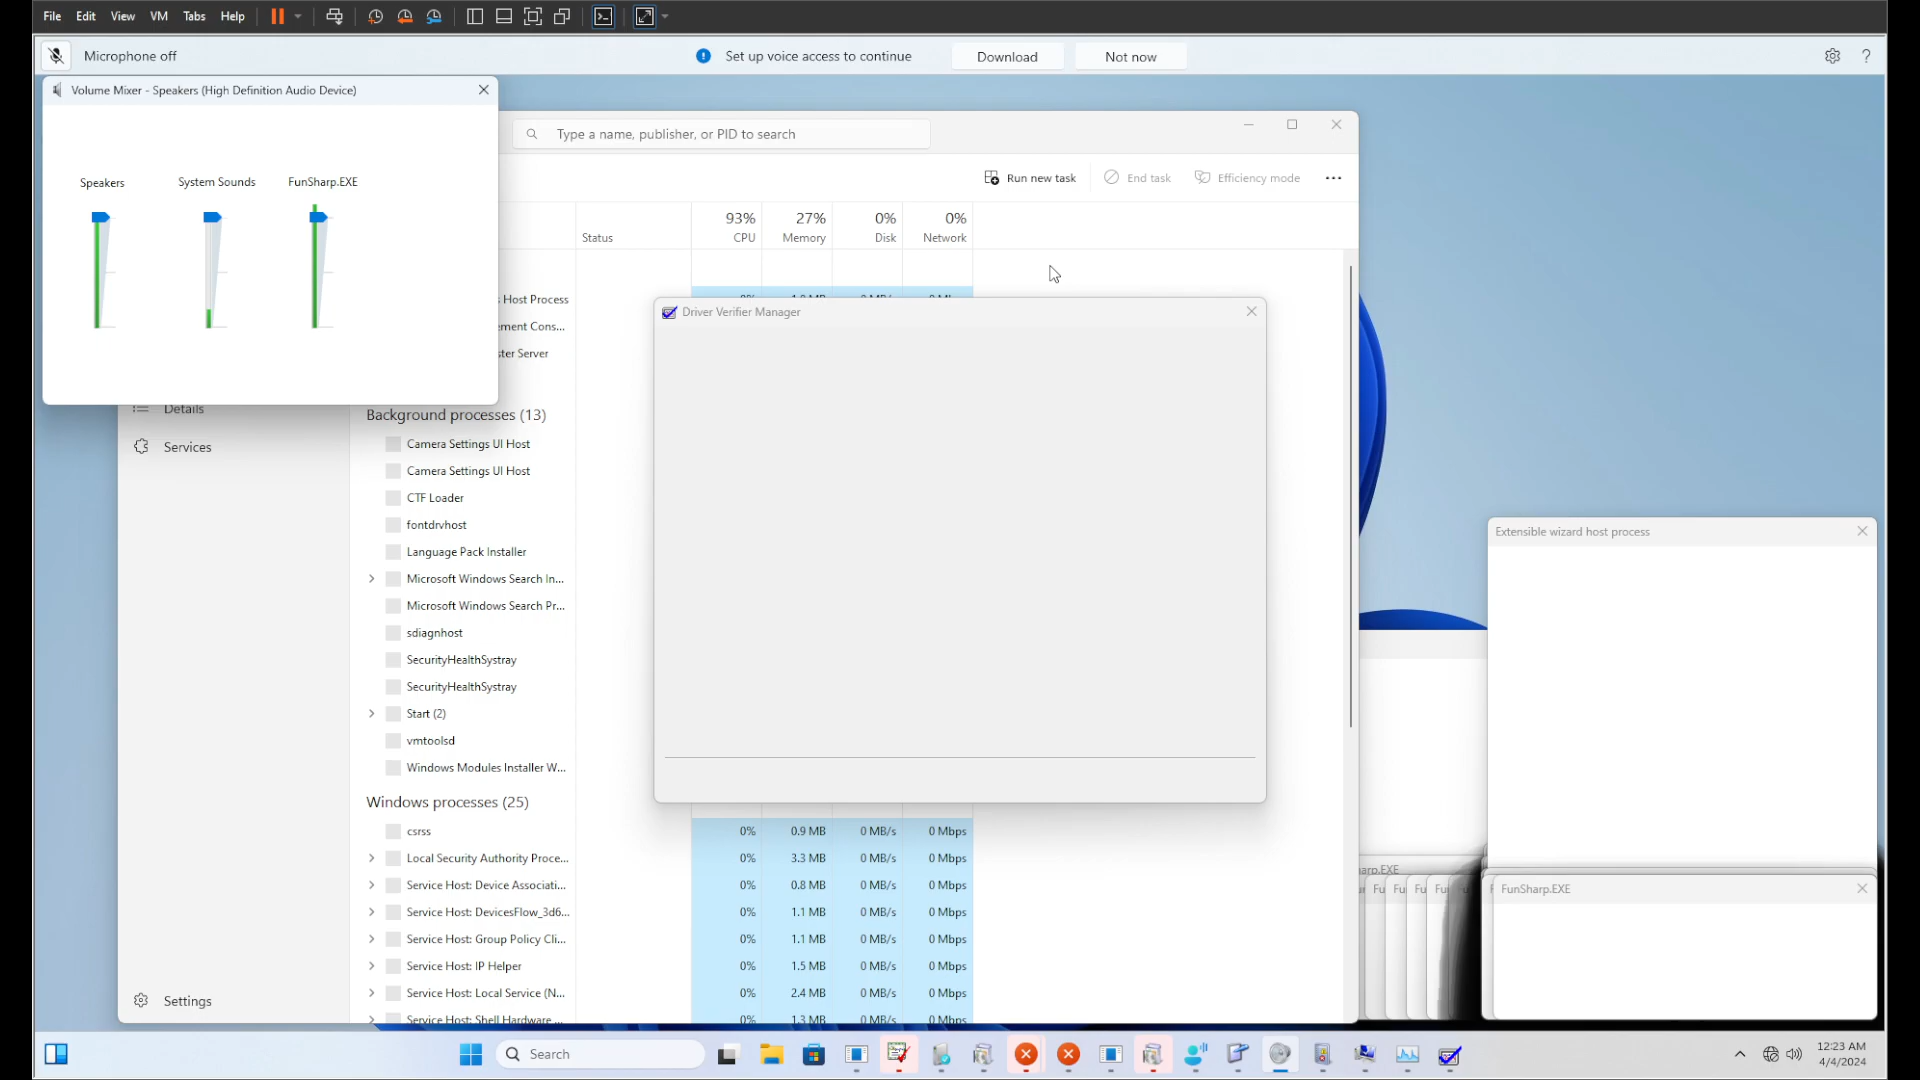 File Edit View VM Tabs Help
Microphone off
Set up voice access to continue
Download
Not now
?
Volume Mixer - Speakers (High Definition Audio Device)
Speakers
System Sounds
FunSharp.EXE
Type a name, publisher, or PID to search
Run new task
End task
Efficiency mode
Status
93% CPU
27% Memory
0% Disk
0% Network
s Host Process
ement Cons...
ster Server
Driver Verifier Manager
Details
Services
Settings
Background processes (13)
Camera Settings UI Host
Camera Settings UI Host
CTF Loader
fontdrvhost
Language Pack Installer
Microsoft Windows Search In...
Microsoft Windows Search Pr...
sdiagnhost
SecurityHealthSystray
SecurityHealthSystray
Start (2)
vmtoolsd
Windows Modules Installer W...
Windows processes (25)
csrss 0% 0.9 MB 0 MB/s 0 Mbps
Local Security Authority Proce... 0% 3.3 MB 0 MB/s 0 Mbps
Service Host: Device Associati... 0% 0.8 MB 0 MB/s 0 Mbps
Service Host: DevicesFlow_3d6... 0% 1.1 MB 0 MB/s 0 Mbps
Service Host: Group Policy Cli... 0% 1.1 MB 0 MB/s 0 Mbps
Service Host: IP Helper 0% 1.5 MB 0 MB/s 0 Mbps
Service Host: Local Service (N... 0% 2.4 MB 0 MB/s 0 Mbps
Service Host: Shell Hardware ... 0% 1.3 MB 0 MB/s 0 Mbps
Extensible wizard host process
arp.EXE
Fu Fu Fu Fu Fu
FunSharp.EXE
Search
12:23 AM
4/4/2024